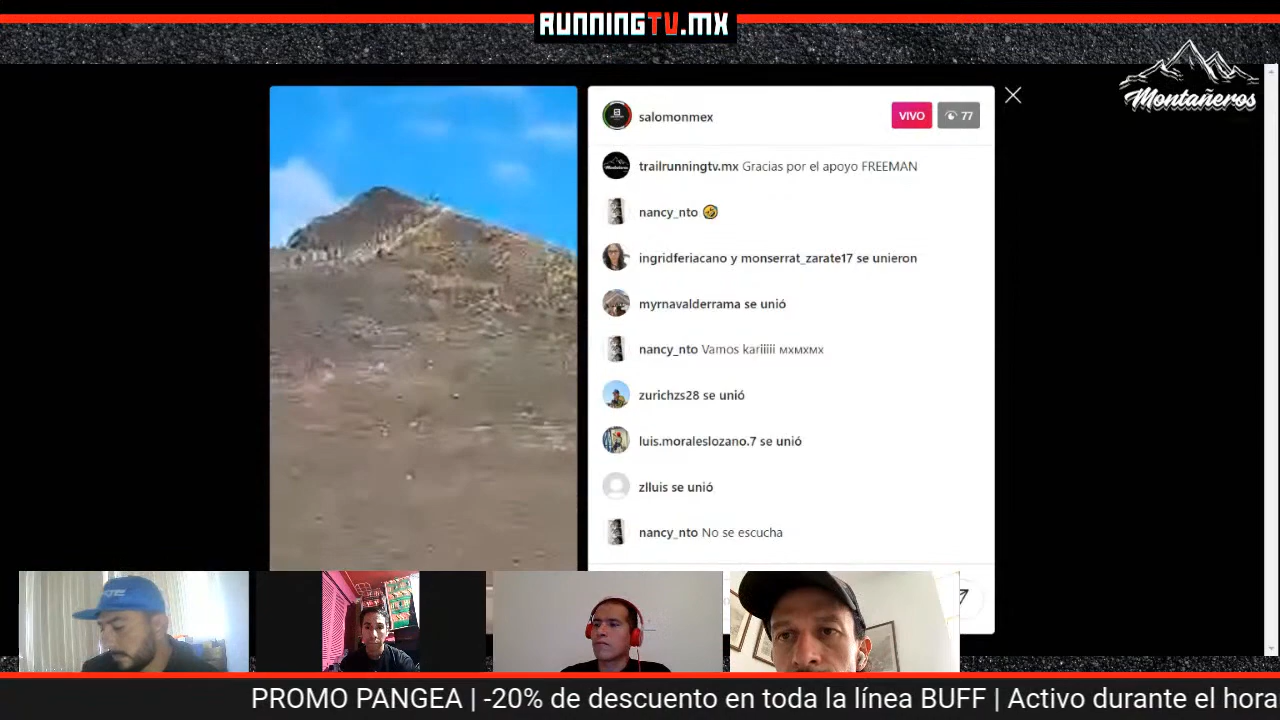 RUNNINGTV.MX
Montañeros
salomonmex
VIVO
77
trailrunningtv.mx Gracias por el apoyo FREEMAN
nancy_nto 🤣
ingridferiacano y monserrat_zarate17 se unieron
myrnavalderrama se unió
nancy_nto Vamos kariiiii MXMXMX
zurichzs28 se unió
luis.moraleslozano.7 se unió
zlluis se unió
nancy_nto No se escucha
PROMO PANGEA | -20% de descuento en toda la línea BUFF | Activo durante el hora